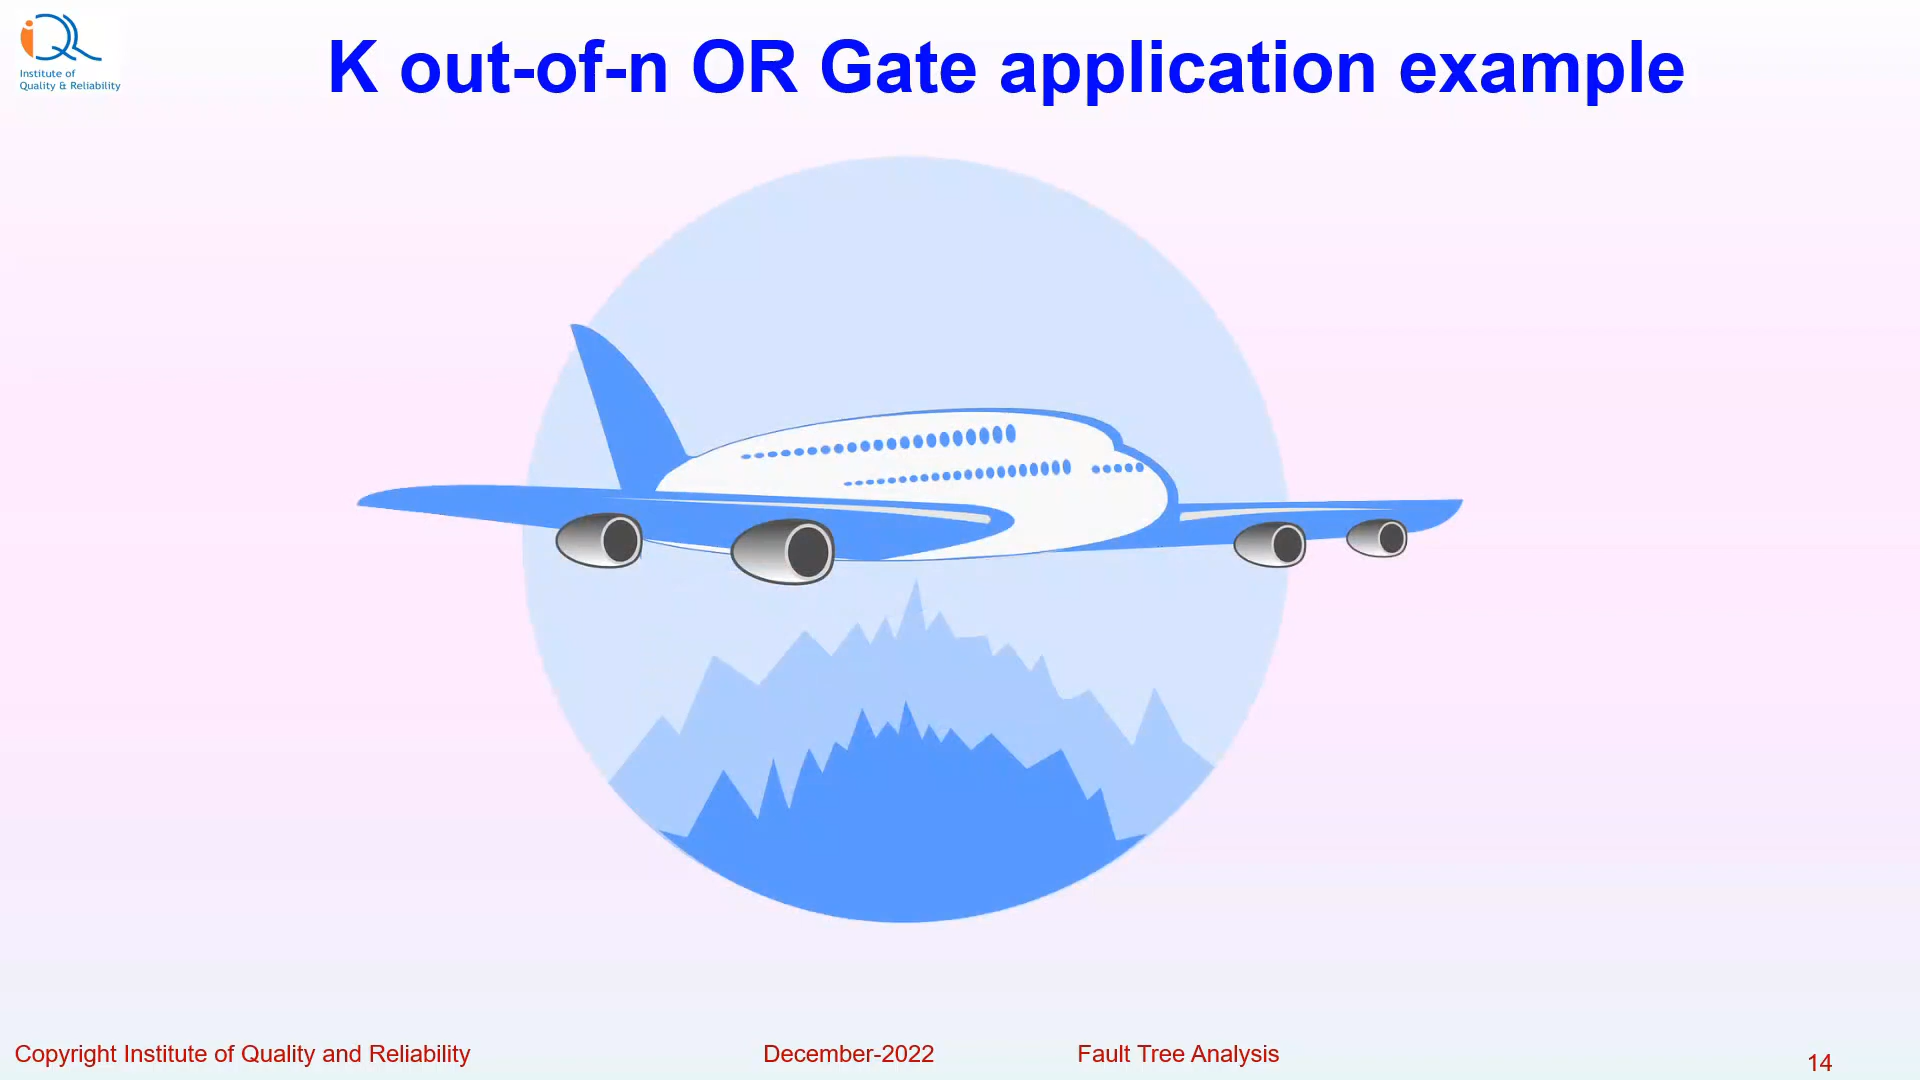 iQR
Institute of
Quality & Reliability
K out-of-n OR Gate application example
Copyright Institute of Quality and Reliability
December-2022
Fault Tree Analysis
14